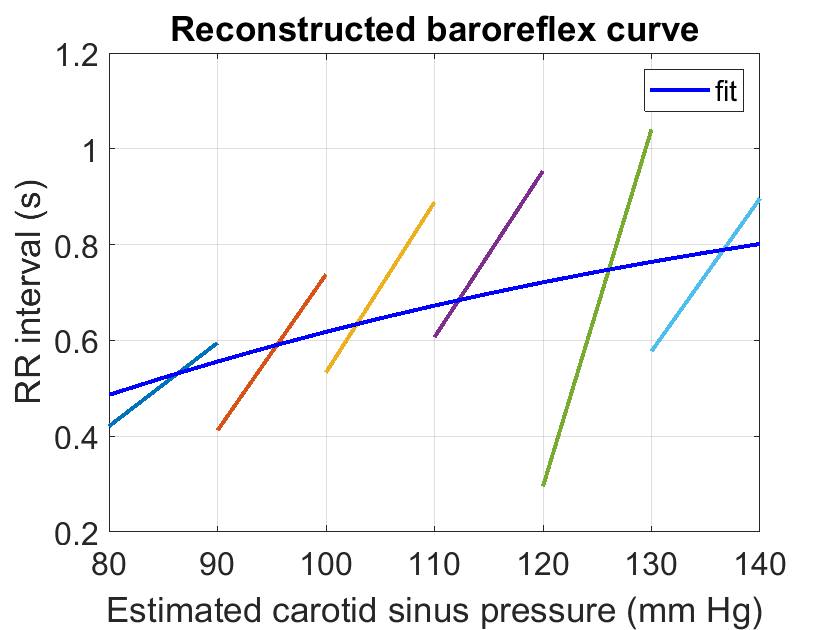 Reconstructed baroreflex curve
fit
1.2
1
0.8
0.6
0.4
0.2
RR interval (s)
80 90 100 110 120 130 140
Estimated carotid sinus pressure (mm Hg)